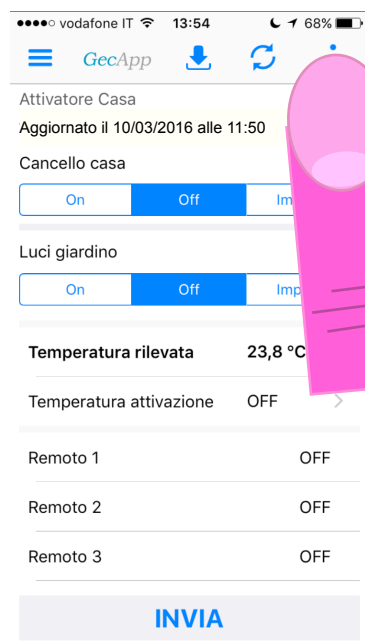 vodafone IT 13:54 68%
GecApp
Attivatore Casa
Aggiornato il 10/03/2016 alle 11:50
Cancello casa
On Off
Luci giardino
On Off
Temperatura rilevata 23,8 °C
Temperatura attivazione OFF
Remoto 1 OFF
Remoto 2 OFF
Remoto 3 OFF
INVIA